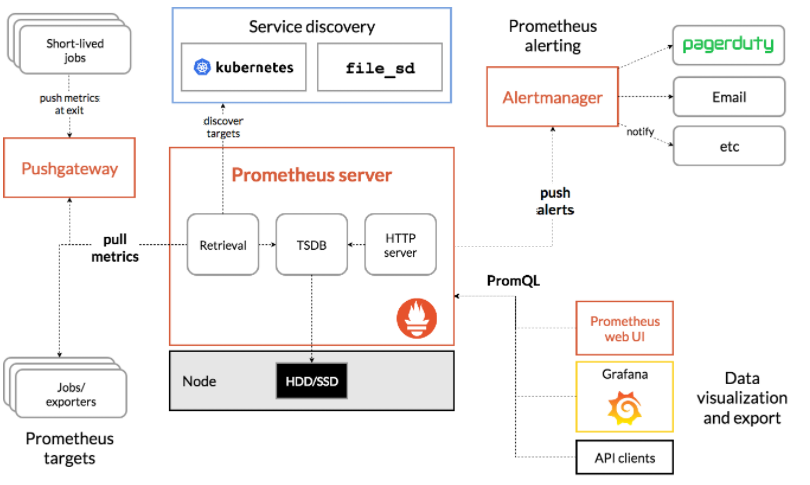 Short-lived
jobs
push metrics
at exit
Pushgateway
pull
metrics
Jobs/
exporters
Prometheus
targets
Service discovery
kubernetes
file_sd
discover
targets
Prometheus server
Retrieval
TSDB
HTTP
server
Node
HDD/SSD
Prometheus
alerting
Alertmanager
pagerduty
Email
notify
etc
push
alerts
PromQL
Prometheus
web UI
Grafana
API clients
Data
visualization
and export